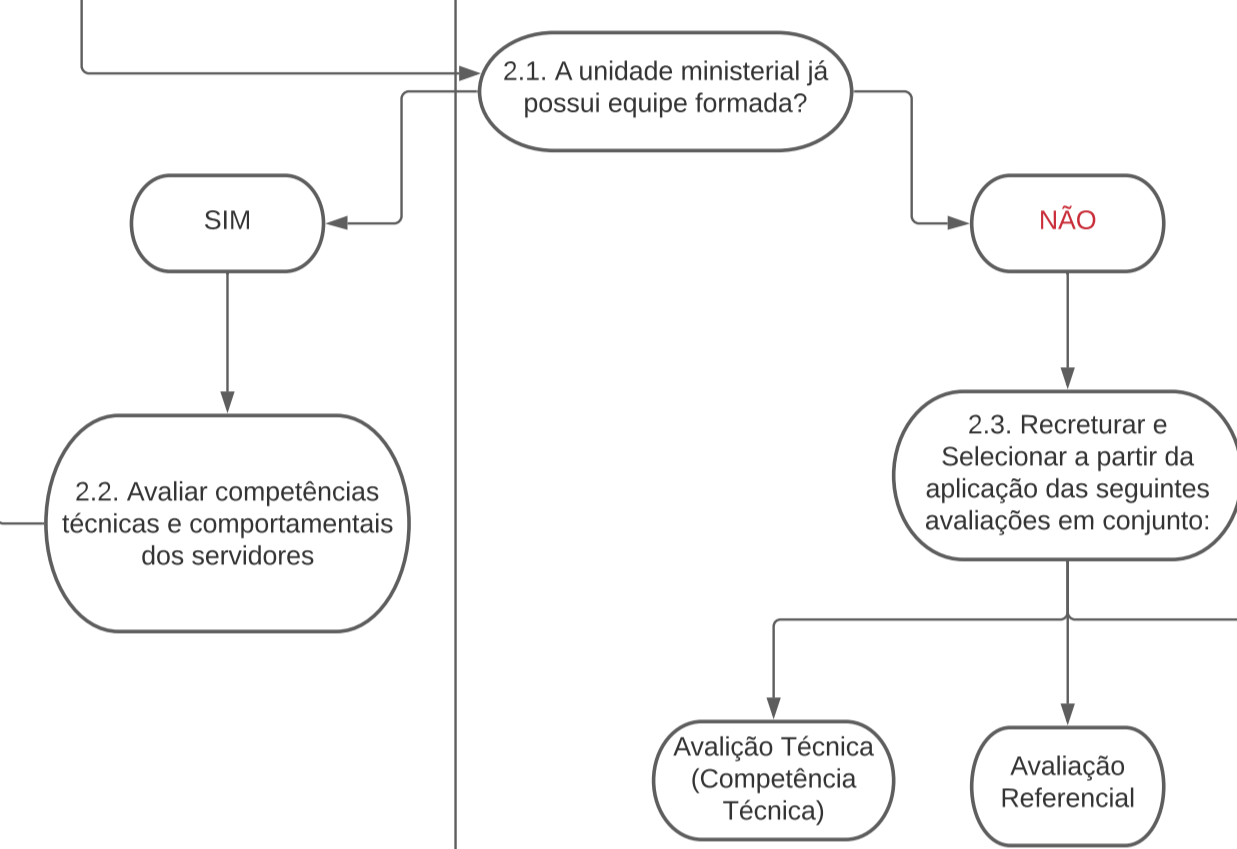 2.1. A unidade ministerial já
possui equipe formada?
SIM
NÃO
2.2. Avaliar competências
técnicas e comportamentais
dos servidores
2.3. Recreturar e
Selecionar a partir da
aplicação das seguintes
avaliações em conjunto:
Avalição Técnica
(Competência
Técnica)
Avaliação
Referencial